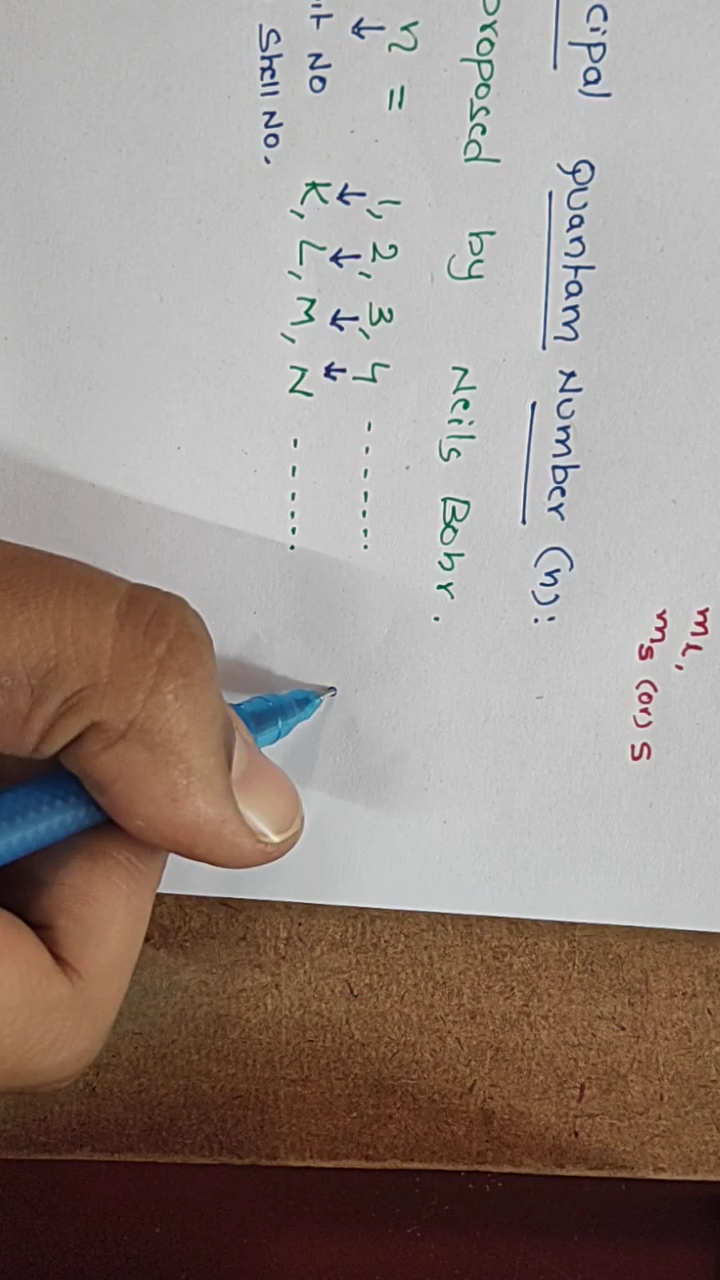 mℓ,
ms (or) s
cipal Quantam Number (n):
proposed by Neils Bohr.
n = 1, 2, 3, 4 -------
↓ ↓ ↓ ↓ ↓
it No K, L, M, N ------
Shell No.